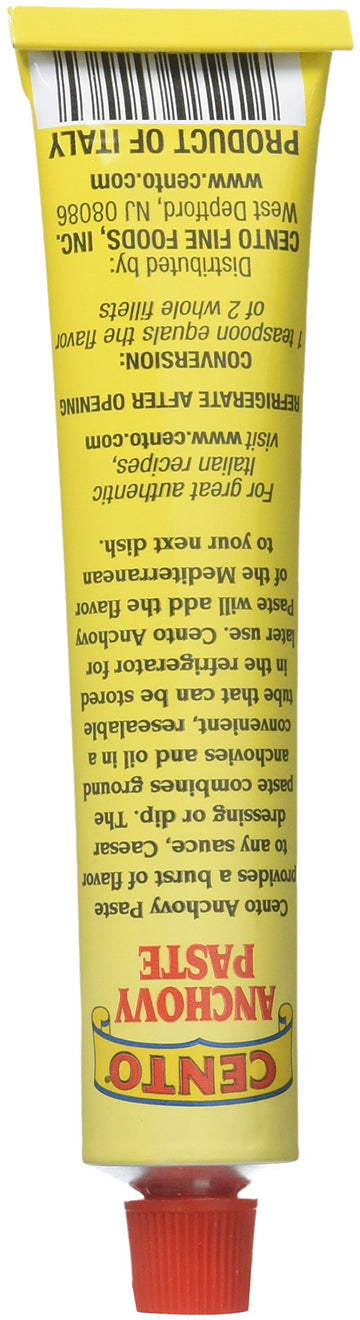 CENTO®
ANCHOVY
PASTE
Cento Anchovy Paste
provides a burst of flavor
to any sauce, Caesar
dressing or dip. The
paste combines ground
anchovies and oil in a
convenient, resealable
tube that can be stored
in the refrigerator for
later use. Cento Anchovy
Paste will add the flavor
of the Mediterranean
to your next dish.
For great authentic
Italian recipes,
visit www.cento.com
REFRIGERATE AFTER OPENING
CONVERSION:
1 teaspoon equals the flavor
of 2 whole fillets
Distributed by:
CENTO FINE FOODS, INC.
West Deptford, NJ 08086
www.cento.com
PRODUCT OF ITALY